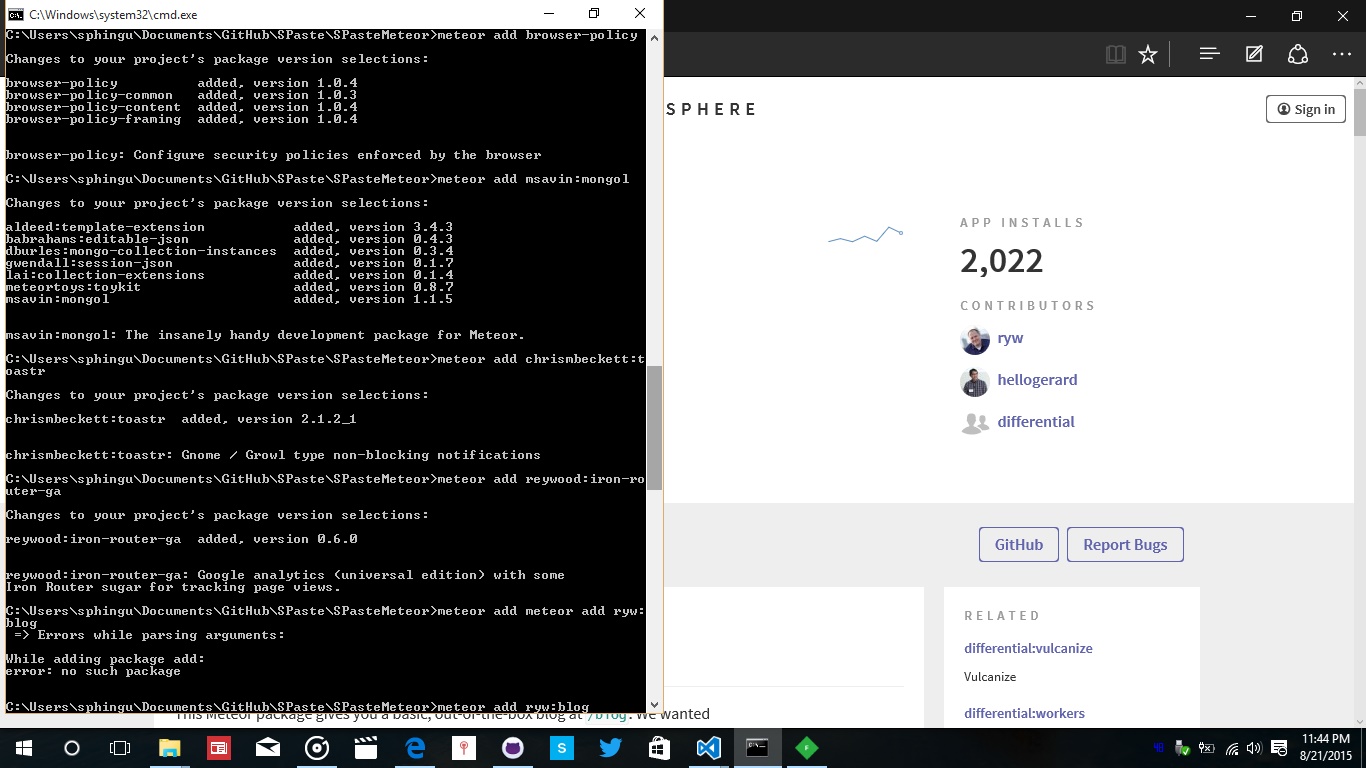 C:\Windows\system32\cmd.exe
C:\Users\sphingu\Documents\GitHub\SPaste\SPasteMeteor>meteor add browser-policy
Changes to your project's package version selections:
browser-policy          added, version 1.0.4
browser-policy-common   added, version 1.0.3
browser-policy-content  added, version 1.0.4
browser-policy-framing  added, version 1.0.4
browser-policy: Configure security policies enforced by the browser
C:\Users\sphingu\Documents\GitHub\SPaste\SPasteMeteor>meteor add msavin:mongol
Changes to your project's package version selections:
aldeed:template-extension           added, version 3.4.3
babrahams:editable-json             added, version 0.4.3
dburles:mongo-collection-instances  added, version 0.3.4
gwendall:session-json               added, version 0.1.7
lai:collection-extensions           added, version 0.1.4
meteortoys:toykit                   added, version 0.8.7
msavin:mongol                       added, version 1.1.5
msavin:mongol: The insanely handy development package for Meteor.
C:\Users\sphingu\Documents\GitHub\SPaste\SPasteMeteor>meteor add chrismbeckett:t
oastr
Changes to your project's package version selections:
chrismbeckett:toastr  added, version 2.1.2_1
chrismbeckett:toastr: Gnome / Growl type non-blocking notifications
C:\Users\sphingu\Documents\GitHub\SPaste\SPasteMeteor>meteor add reywood:iron-ro
uter-ga
Changes to your project's package version selections:
reywood:iron-router-ga  added, version 0.6.0
reywood:iron-router-ga: Google analytics (universal edition) with some
Iron Router sugar for tracking page views.
C:\Users\sphingu\Documents\GitHub\SPaste\SPasteMeteor>meteor add meteor add ryw:
blog
=> Errors while parsing arguments:
While adding package add:
error: no such package
C:\Users\sphingu\Documents\GitHub\SPaste\SPasteMeteor>meteor add ryw:blog
SPHERE
Sign in
APP INSTALLS
2,022
CONTRIBUTORS
ryw
hellogerard
differential
GitHub
Report Bugs
RELATED
differential:vulcanize
Vulcanize
differential:workers
This Meteor package gives you a basic, out-of-the-box blog at /blog. We wanted
11:44 PM
8/21/2015